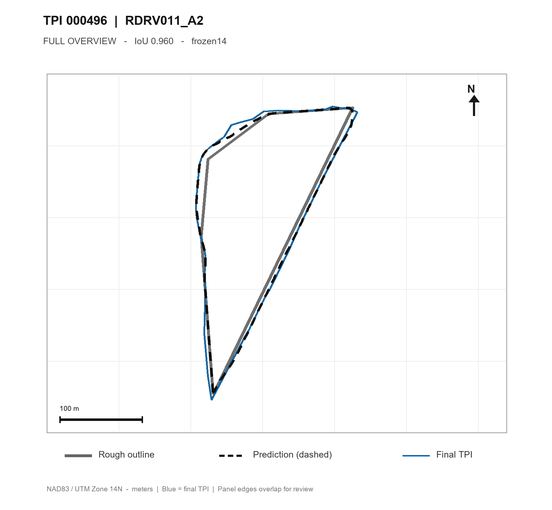 TPI 000496 | RDRV011_A2
FULL OVERVIEW - IoU 0.960 - frozen14
N
100 m
Rough outline Prediction (dashed) Final TPI
NAD83 / UTM Zone 14N - meters | Blue = final TPI | Panel edges overlap for review